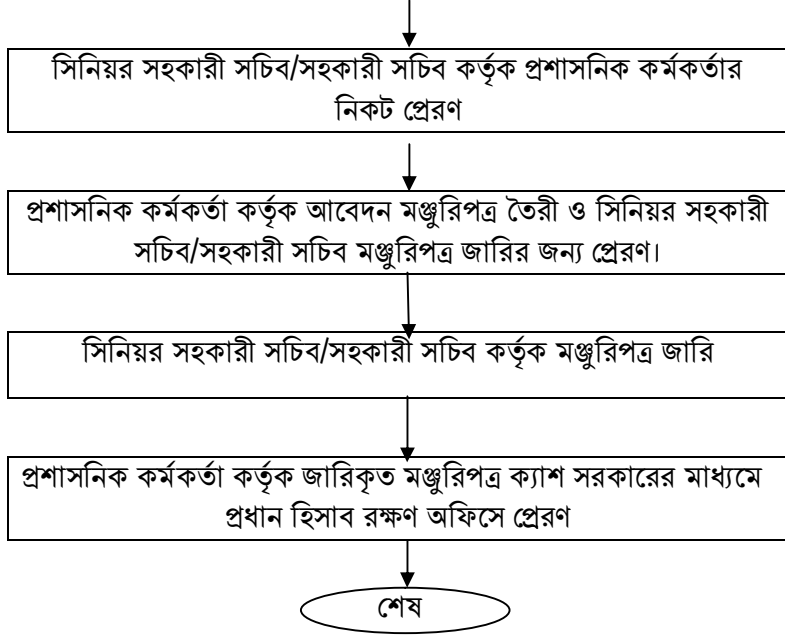 সিনিয়র সহকারী সচিব/সহকারী সচিব কর্তৃক প্রশাসনিক কর্মকর্তার
নিকট প্রেরণ
প্রশাসনিক কর্মকর্তা কর্তৃক আবেদন মঞ্জুরিপত্র তৈরী ও সিনিয়র সহকারী
সচিব/সহকারী সচিব মঞ্জুরিপত্র জারির জন্য প্রেরণ।
সিনিয়র সহকারী সচিব/সহকারী সচিব কর্তৃক মঞ্জুরিপত্র জারি
প্রশাসনিক কর্মকর্তা কর্তৃক জারিকৃত মঞ্জুরিপত্র ক্যাশ সরকারের মাধ্যমে
প্রধান হিসাব রক্ষণ অফিসে প্রেরণ
শেষ